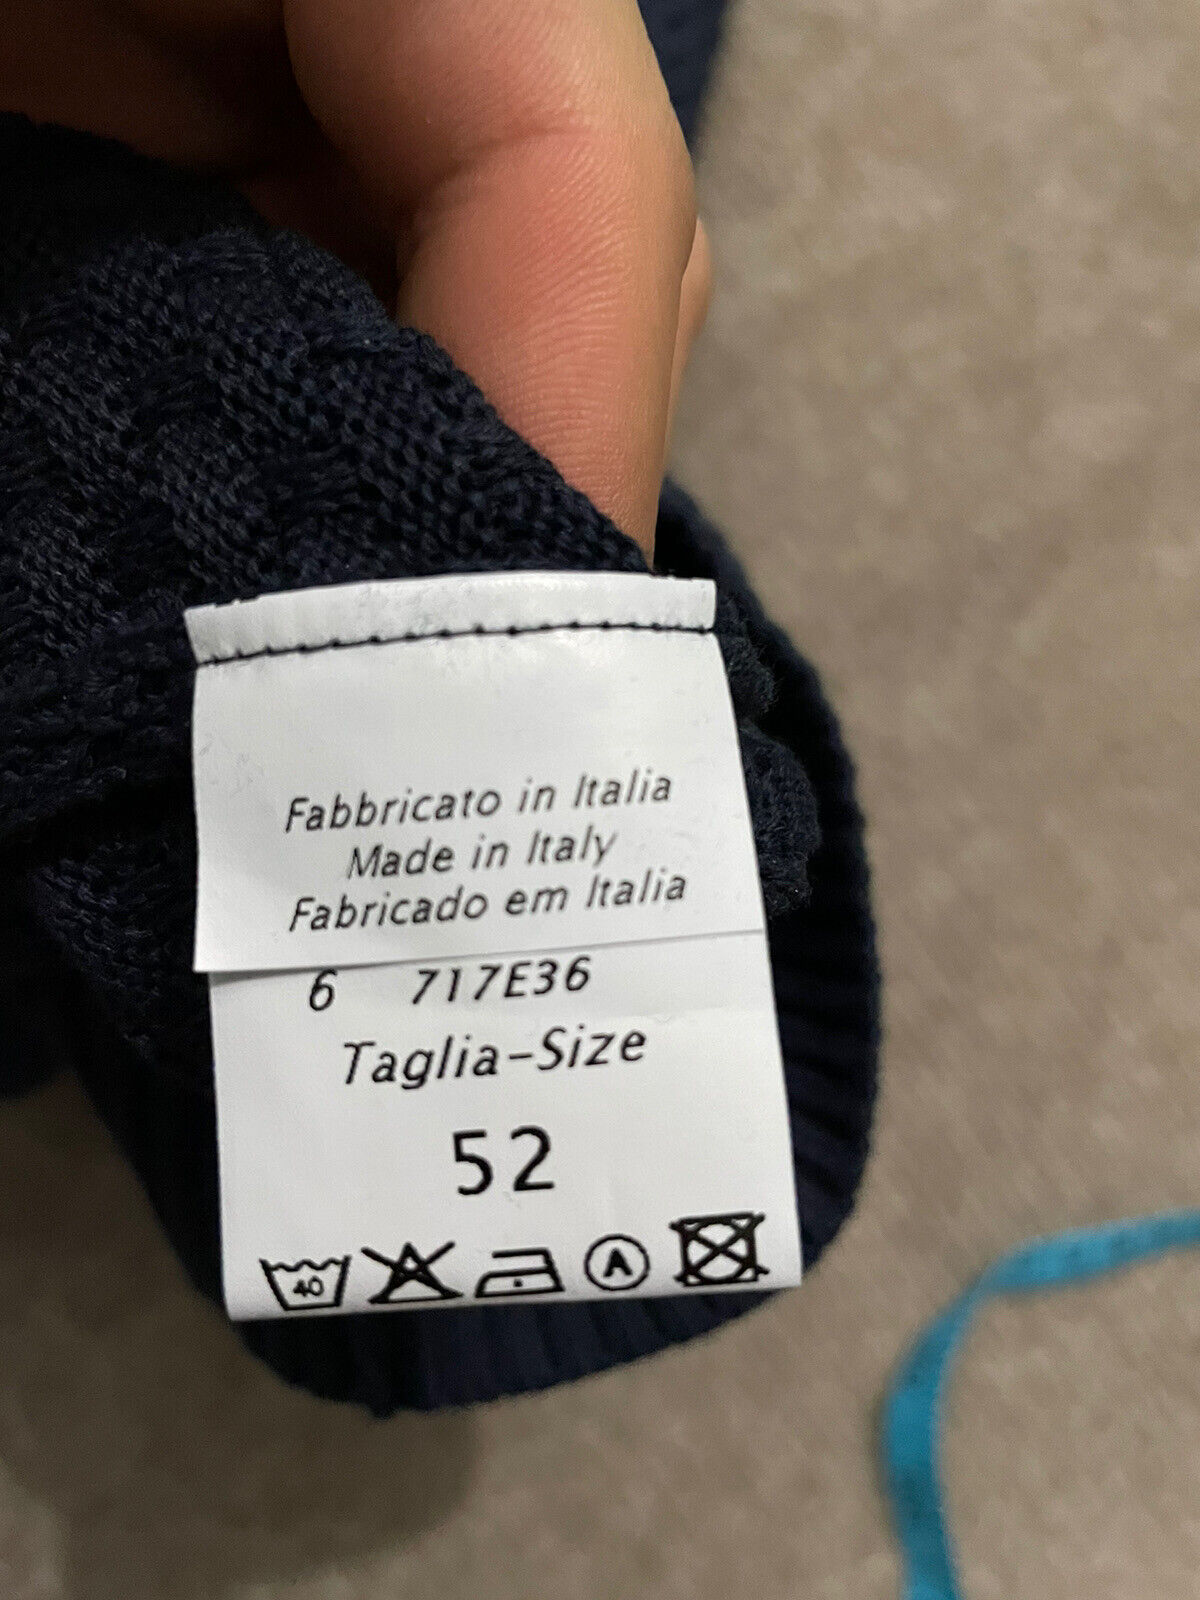 Fabbricato in Italia
Made in Italy
Fabricado em Italia
6 717E36
Taglia-Size
52
40 A